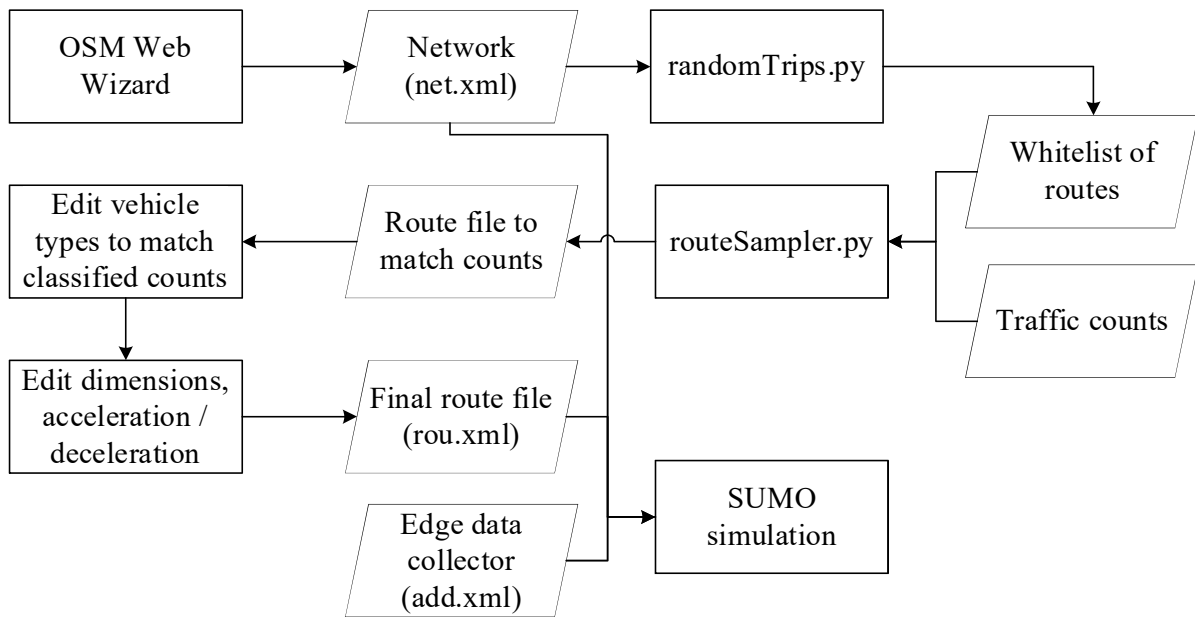 OSM Web
Wizard
Network
(net.xml)
randomTrips.py
Whitelist of
routes
Edit vehicle
types to match
classified counts
Route file to
match counts
routeSampler.py
Traffic counts
Edit dimensions,
acceleration /
deceleration
Final route file
(rou.xml)
Edge data
collector
(add.xml)
SUMO
simulation